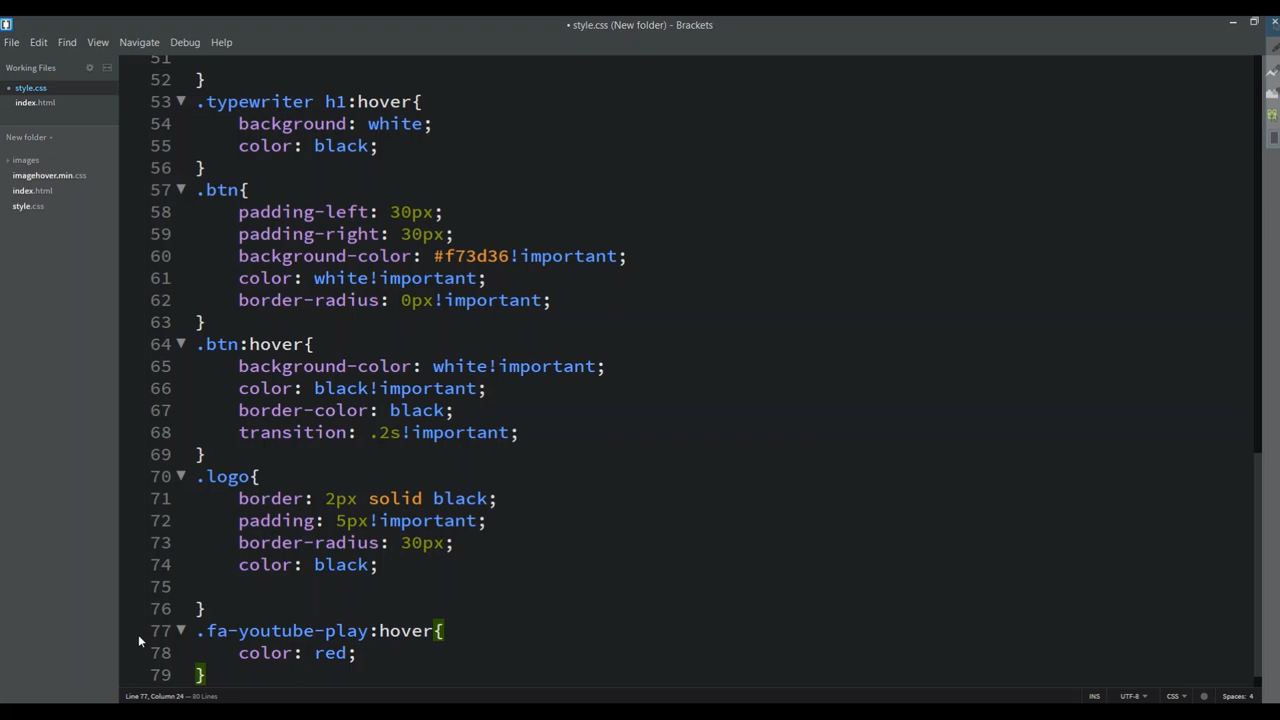 • style.css (New folder) - Brackets
File Edit Find View Navigate Debug Help
Working Files
• style.css
index.html
New folder
images
imagehover.min.css
index.html
style.css
51
52 }
53 .typewriter h1:hover{
54 background: white;
55 color: black;
56 }
57 .btn{
58 padding-left: 30px;
59 padding-right: 30px;
60 background-color: #f73d36!important;
61 color: white!important;
62 border-radius: 0px!important;
63 }
64 .btn:hover{
65 background-color: white!important;
66 color: black!important;
67 border-color: black;
68 transition: .2s!important;
69 }
70 .logo{
71 border: 2px solid black;
72 padding: 5px!important;
73 border-radius: 30px;
74 color: black;
75
76 }
77 .fa-youtube-play:hover{
78 color: red;
79 }
Line 77, Column 24 — 80 Lines
INS UTF-8 CSS Spaces: 4